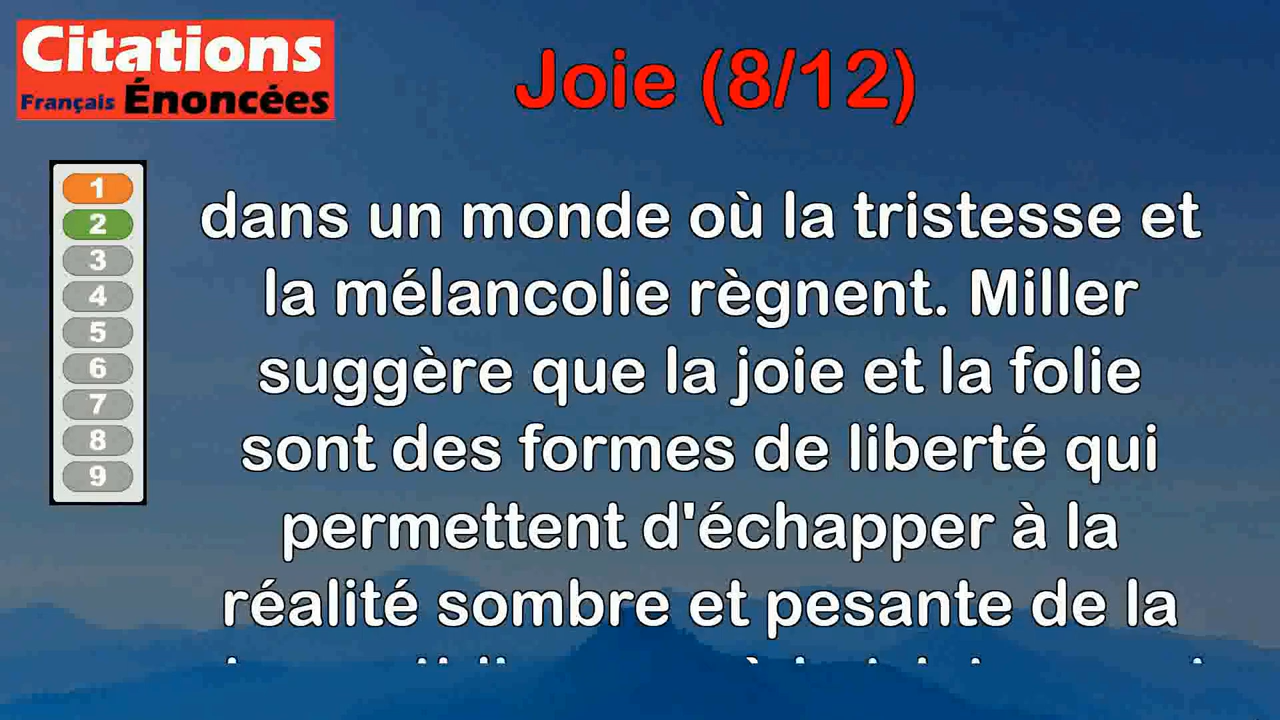 Citations
Français Énoncées
Joie (8/12)
1
2
3
4
5
6
7
8
9
dans un monde où la tristesse et
la mélancolie règnent. Miller
suggère que la joie et la folie
sont des formes de liberté qui
permettent d'échapper à la
réalité sombre et pesante de la